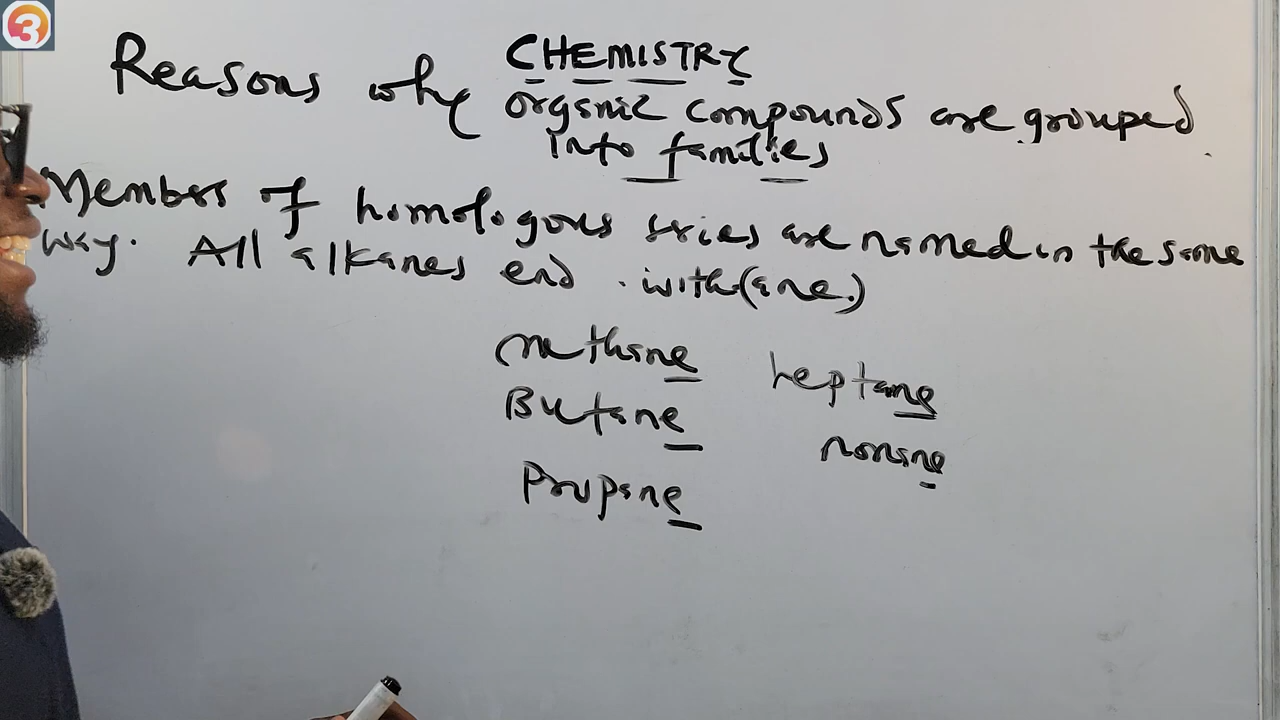 3
CHEMISTRY
Reasons why organic compounds are grouped
into families
Members of homologous series are named in the same
way. All alkanes end with (ane.)
methane
Butane
Propane
heptane
nonane